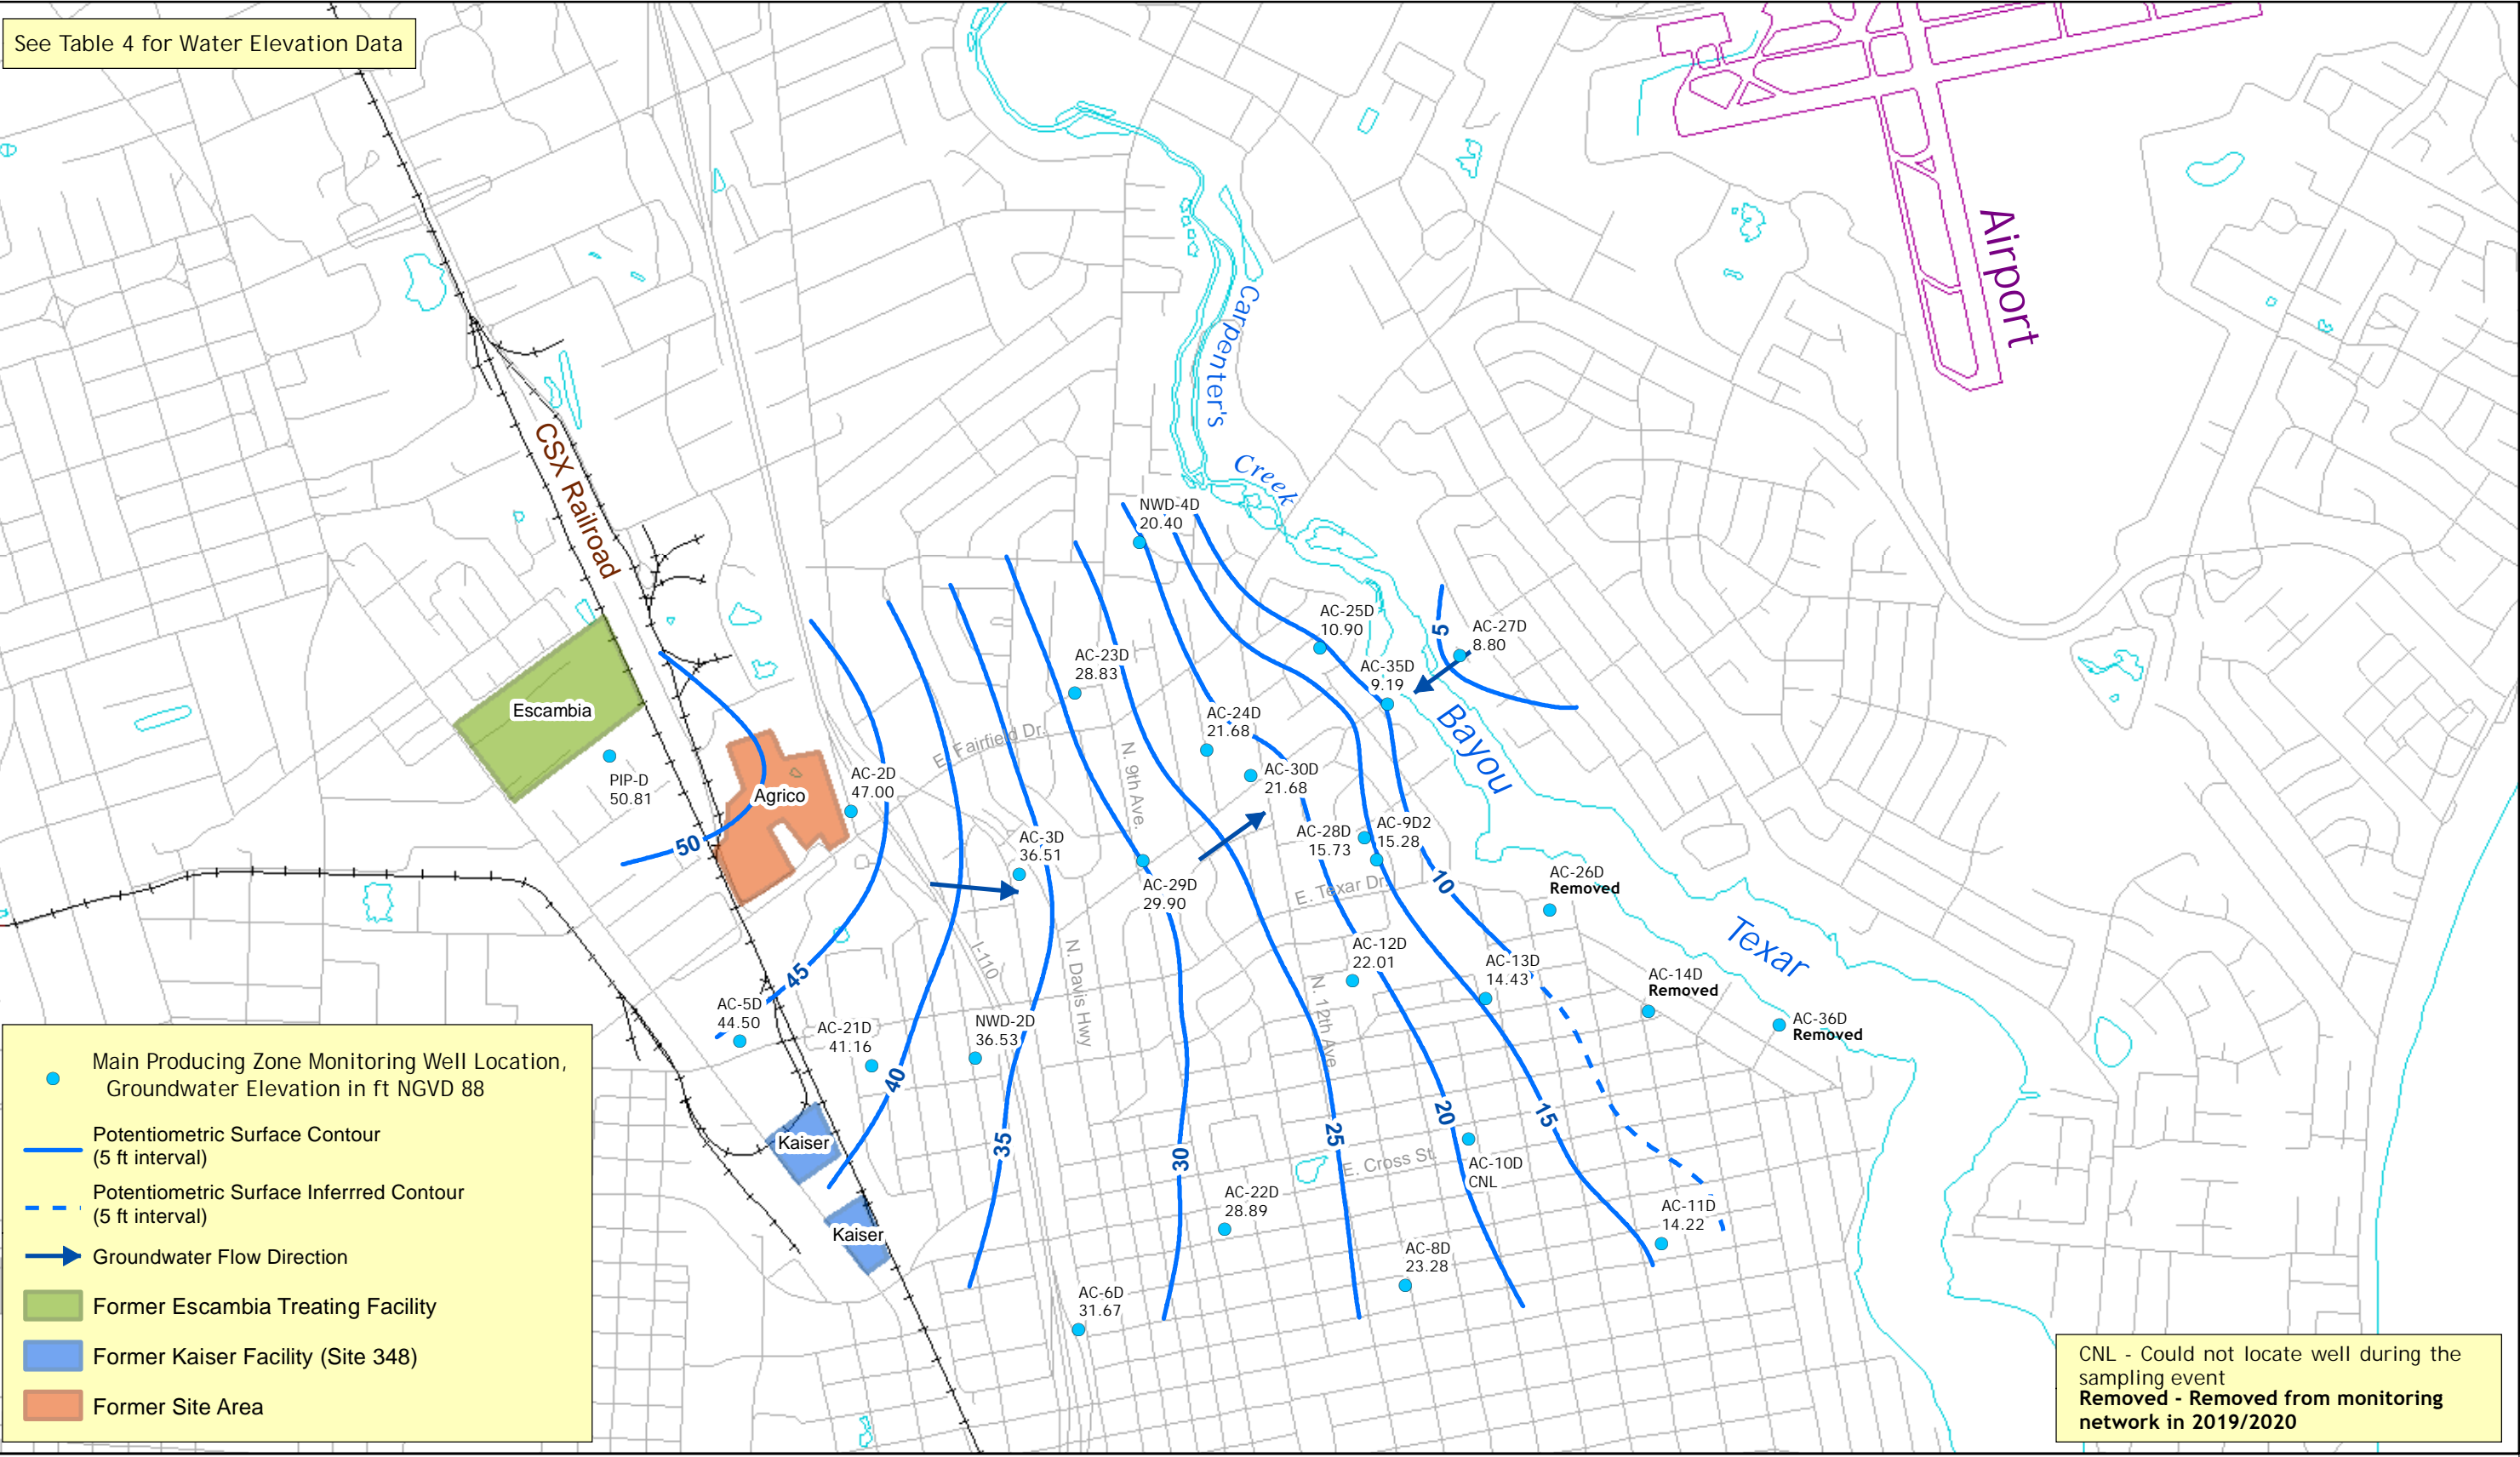 See Table 4 for Water Elevation Data
Airport
Carpenter's
Creek
CSX Railroad
NWD-4D
20.40
AC-25D
10.90
5
AC-27D
8.80
AC-23D
28.83
AC-35D
9.19
Escambia
Bayou
AC-24D
21.68
E. Fairfield Dr.
N. 9th Ave.
PIP-D
50.81
AC-2D
47.00
Agrico
AC-30D
21.68
50
AC-3D
36.51
AC-28D
15.73
AC-9D2
15.28
AC-29D
29.90
E. Texar Dr.
10
AC-26D
Removed
Texar
I-110
N. Davis Hwy
45
AC-12D
22.01
AC-13D
14.43
AC-14D
Removed
N. 12th Ave.
AC-5D
44.50
AC-21D
41.16
NWD-2D
36.53
AC-36D
Removed
40
Kaiser
35
30
25
20
15
E. Cross St.
AC-10D
CNL
AC-22D
28.89
AC-11D
14.22
Kaiser
AC-8D
23.28
AC-6D
31.67
Main Producing Zone Monitoring Well Location,
Groundwater Elevation in ft NGVD 88
Potentiometric Surface Contour
(5 ft interval)
Potentiometric Surface Inferrred Contour
(5 ft interval)
Groundwater Flow Direction
Former Escambia Treating Facility
Former Kaiser Facility (Site 348)
Former Site Area
CNL - Could not locate well during the
sampling event
Removed - Removed from monitoring
network in 2019/2020